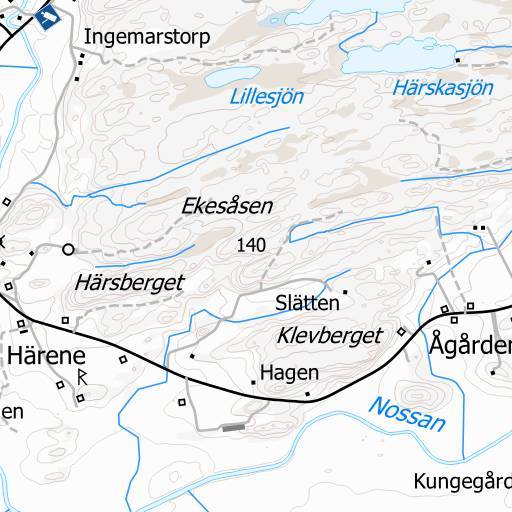 Ingemarstorp
Lillesjön
Härskasjön
Ekesåsen
140
Härsberget
Slätten
Klevberget
Ågården
Härene
Hagen
en
Nossan
Kungegård